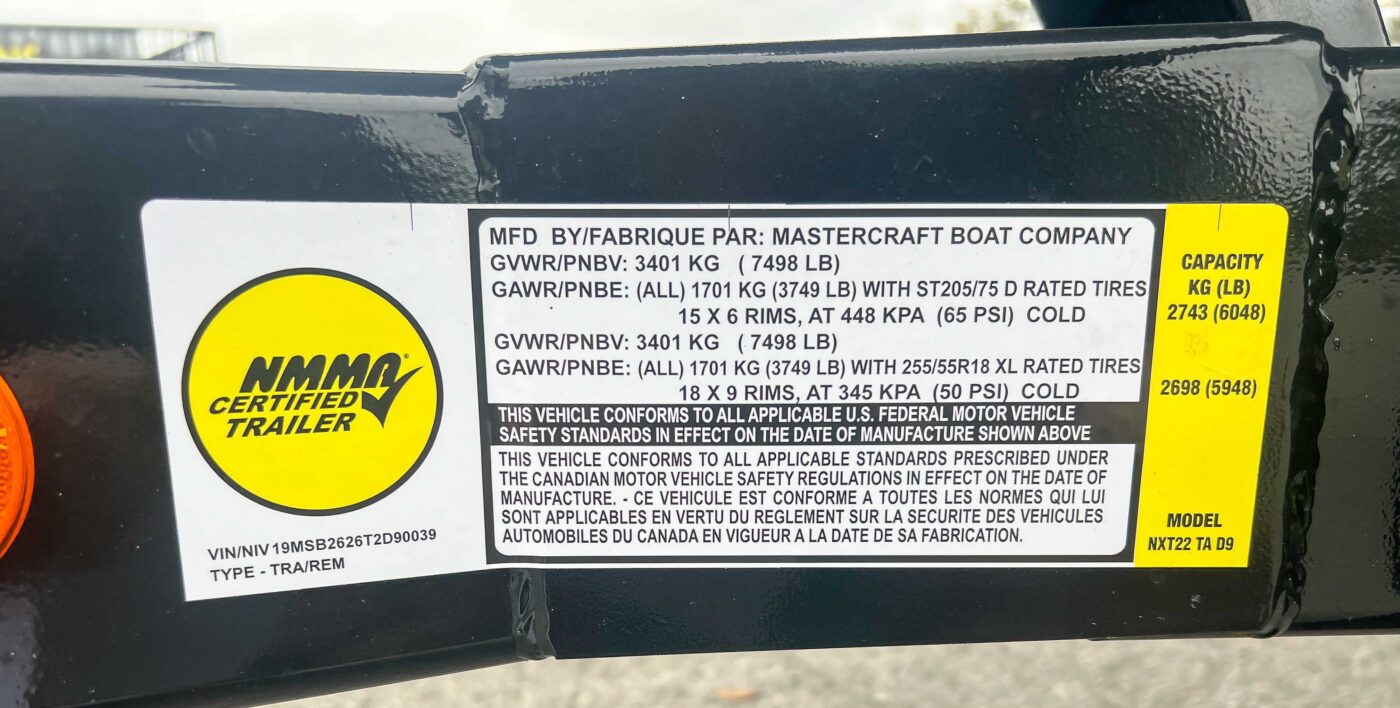 MFD BY/FABRIQUE PAR: MASTERCRAFT BOAT COMPANY
GVWR/PNBV: 3401 KG ( 7498 LB)
GAWR/PNBE: (ALL) 1701 KG (3749 LB) WITH ST205/75 D RATED TIRES
15 X 6 RIMS, AT 448 KPA (65 PSI) COLD
GVWR/PNBV: 3401 KG ( 7498 LB)
GAWR/PNBE: (ALL) 1701 KG (3749 LB) WITH 255/55R18 XL RATED TIRES
18 X 9 RIMS, AT 345 KPA (50 PSI) COLD
THIS VEHICLE CONFORMS TO ALL APPLICABLE U.S. FEDERAL MOTOR VEHICLE
SAFETY STANDARDS IN EFFECT ON THE DATE OF MANUFACTURE SHOWN ABOVE
THIS VEHICLE CONFORMS TO ALL APPLICABLE STANDARDS PRESCRIBED UNDER
THE CANADIAN MOTOR VEHICLE SAFETY REGULATIONS IN EFFECT ON THE DATE OF
MANUFACTURE. - CE VEHICULE EST CONFORME A TOUTES LES NORMES QUI LUI
SONT APPLICABLES EN VERTU DU REGLEMENT SUR LA SECURITE DES VEHICULES
AUTOMOBILES DU CANADA EN VIGUEUR A LA DATE DE SA FABRICATION.
NMMA®
CERTIFIED
TRAILER
VIN/NIV 19MSB2626T2D90039
TYPE - TRA/REM
CAPACITY
KG (LB)
2743 (6048)
2698 (5948)
MODEL
NXT22 TA D9